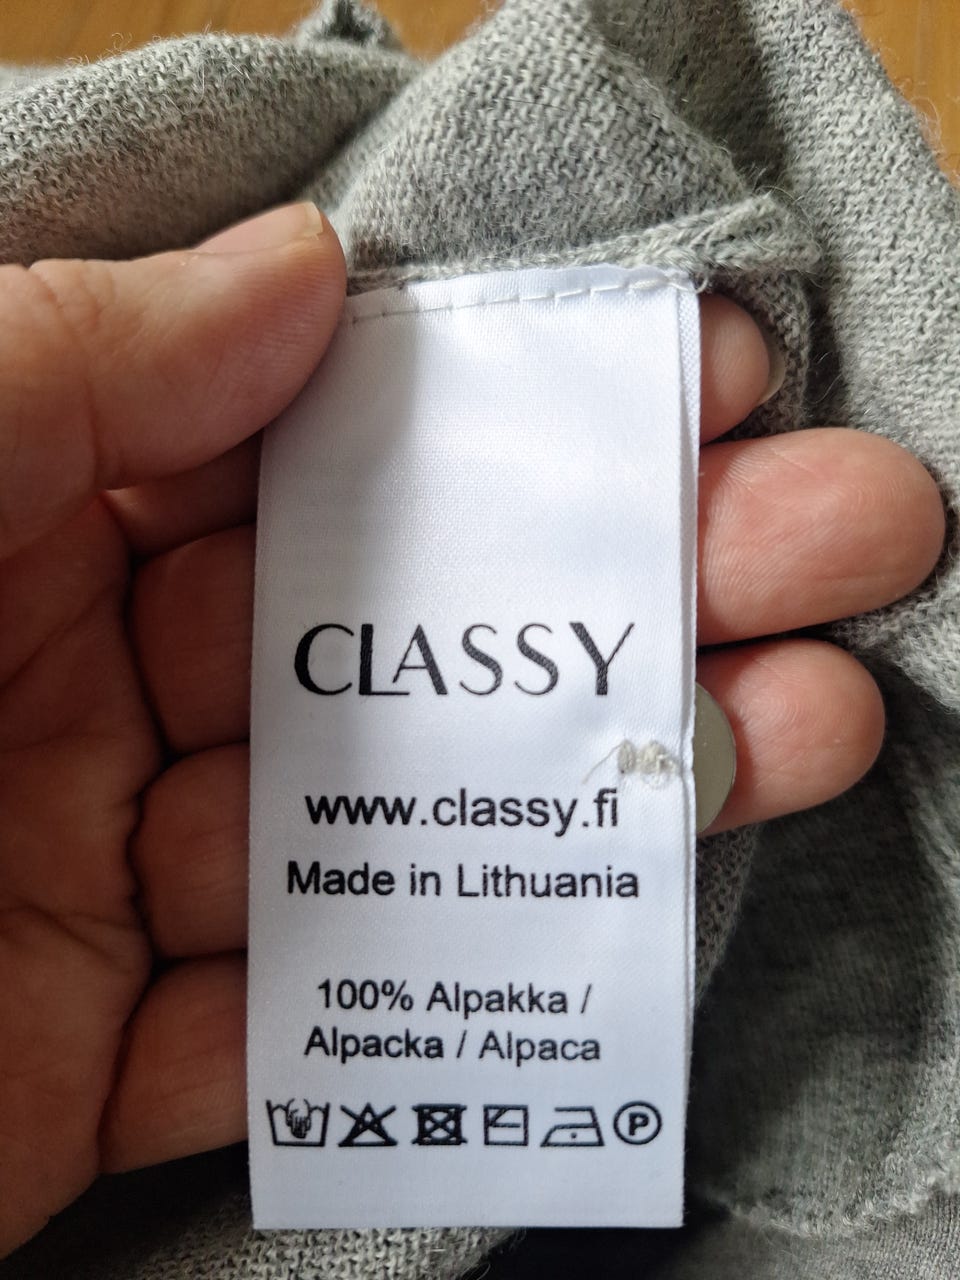 CLASSY
www.classy.fi
Made in Lithuania
100% Alpakka /
Alpacka / Alpaca
P